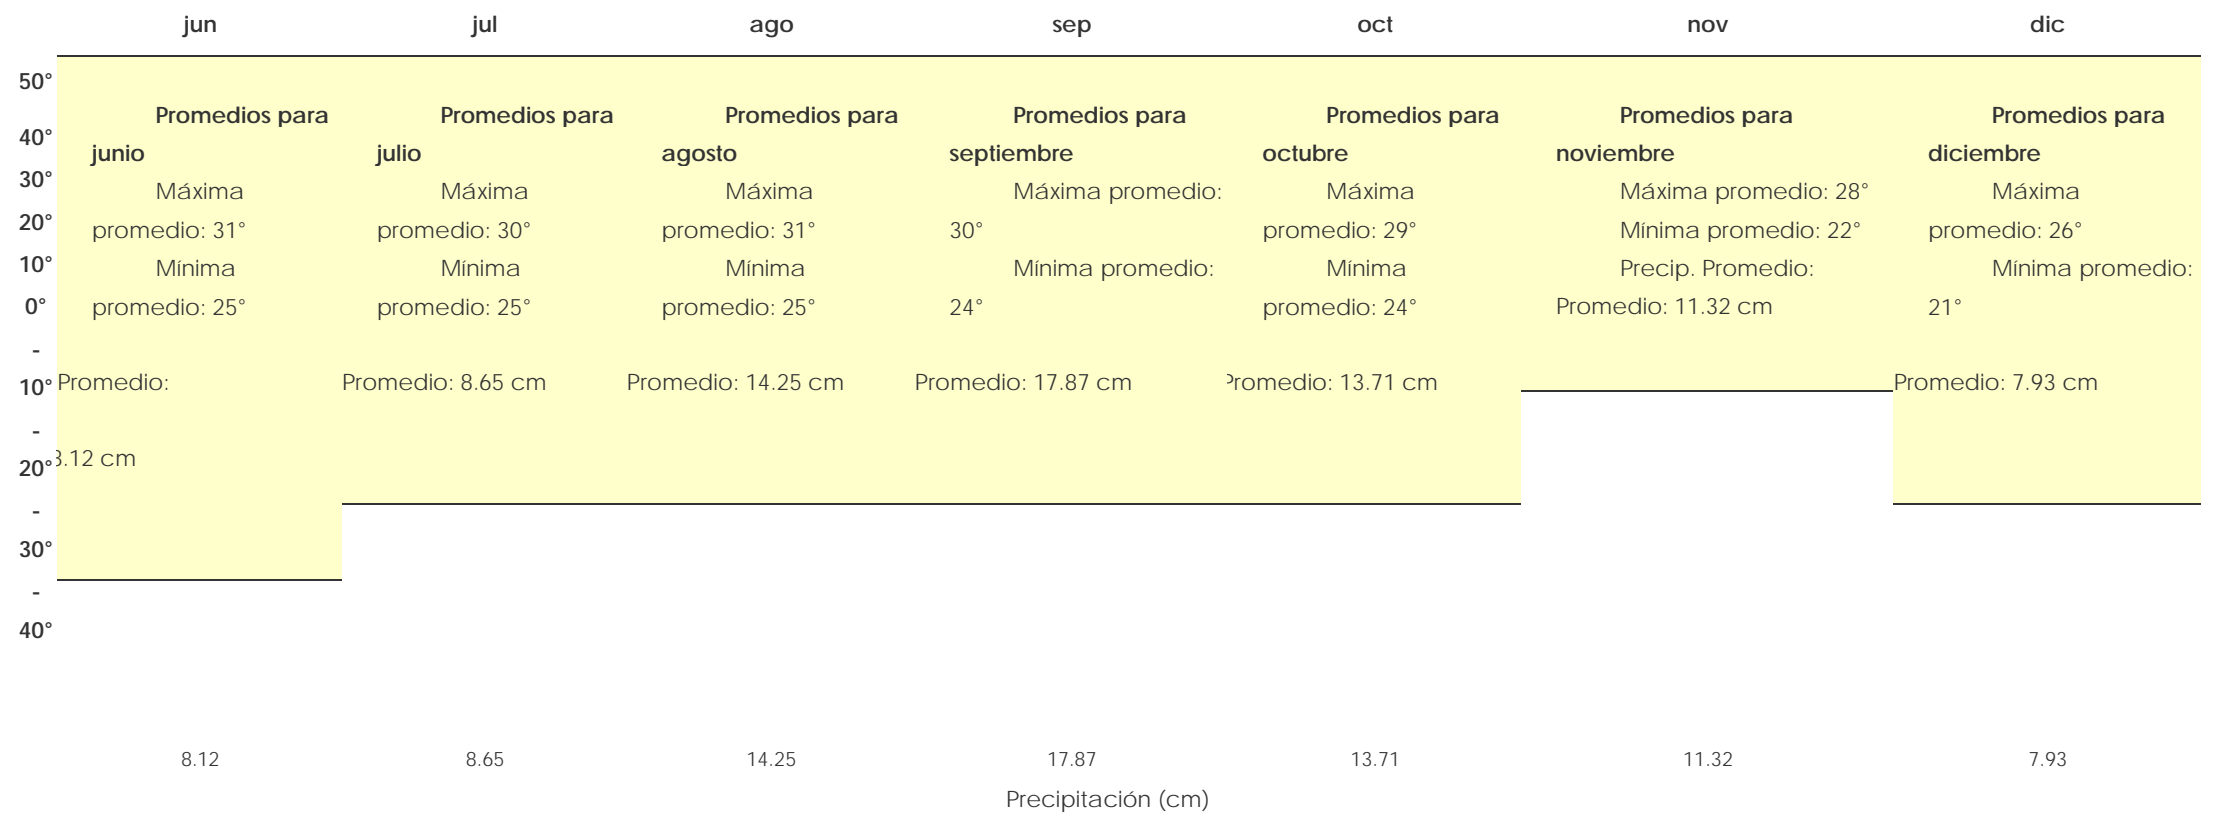 jun jul ago sep oct nov dic
50°
Promedios para Promedios para Promedios para Promedios para Promedios para Promedios para Promedios para
40°
junio julio agosto septiembre octubre noviembre diciembre
30°
Máxima Máxima Máxima Máxima promedio: Máxima Máxima promedio: 28° Máxima
20°
promedio: 31° promedio: 30° promedio: 31° 30° promedio: 29° Mínima promedio: 22° promedio: 26°
10°
Mínima Mínima Mínima Mínima promedio: Mínima Precip. Promedio: Mínima promedio:
0°
promedio: 25° promedio: 25° promedio: 25° 24° promedio: 24° Promedio: 11.32 cm 21°
-
10°
Promedio: Promedio: 8.65 cm Promedio: 14.25 cm Promedio: 17.87 cm Promedio: 13.71 cm Promedio: 7.93 cm
-
20°
8.12 cm
-
30°
-
40°
8.12 8.65 14.25 17.87 13.71 11.32 7.93
Precipitación (cm)